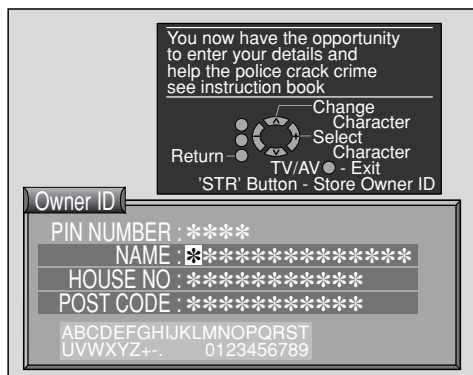 You now have the opportunity
to enter your details and
help the police crack crime
see instruction book
Change
Character
Select
Character
Return
TV/AV - Exit
'STR' Button - Store Owner ID
Owner ID
PIN NUMBER : ****
NAME : **************
HOUSE NO : ************
POST CODE : ************
ABCDEFGHIJKLMNOPQRST
UVWXYZ+-. 0123456789